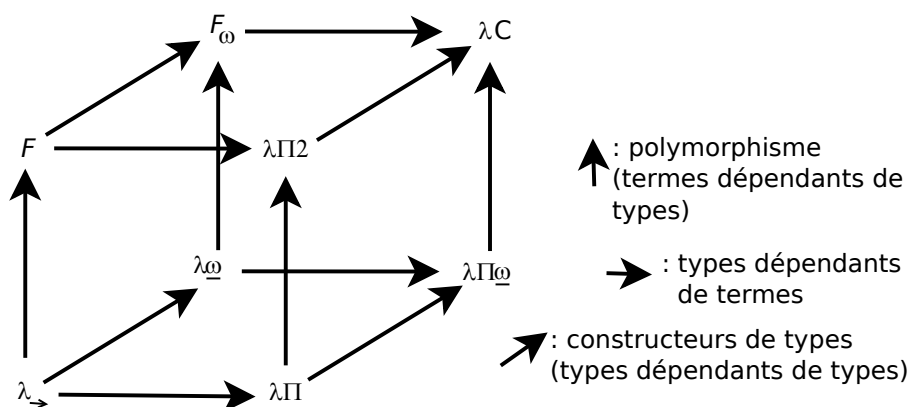 Fω λC
F λΠ2
λω λΠω
λ→ λΠ
: polymorphisme
(termes dépendants de
types)
: types dépendants
de termes
: constructeurs de types
(types dépendants de types)